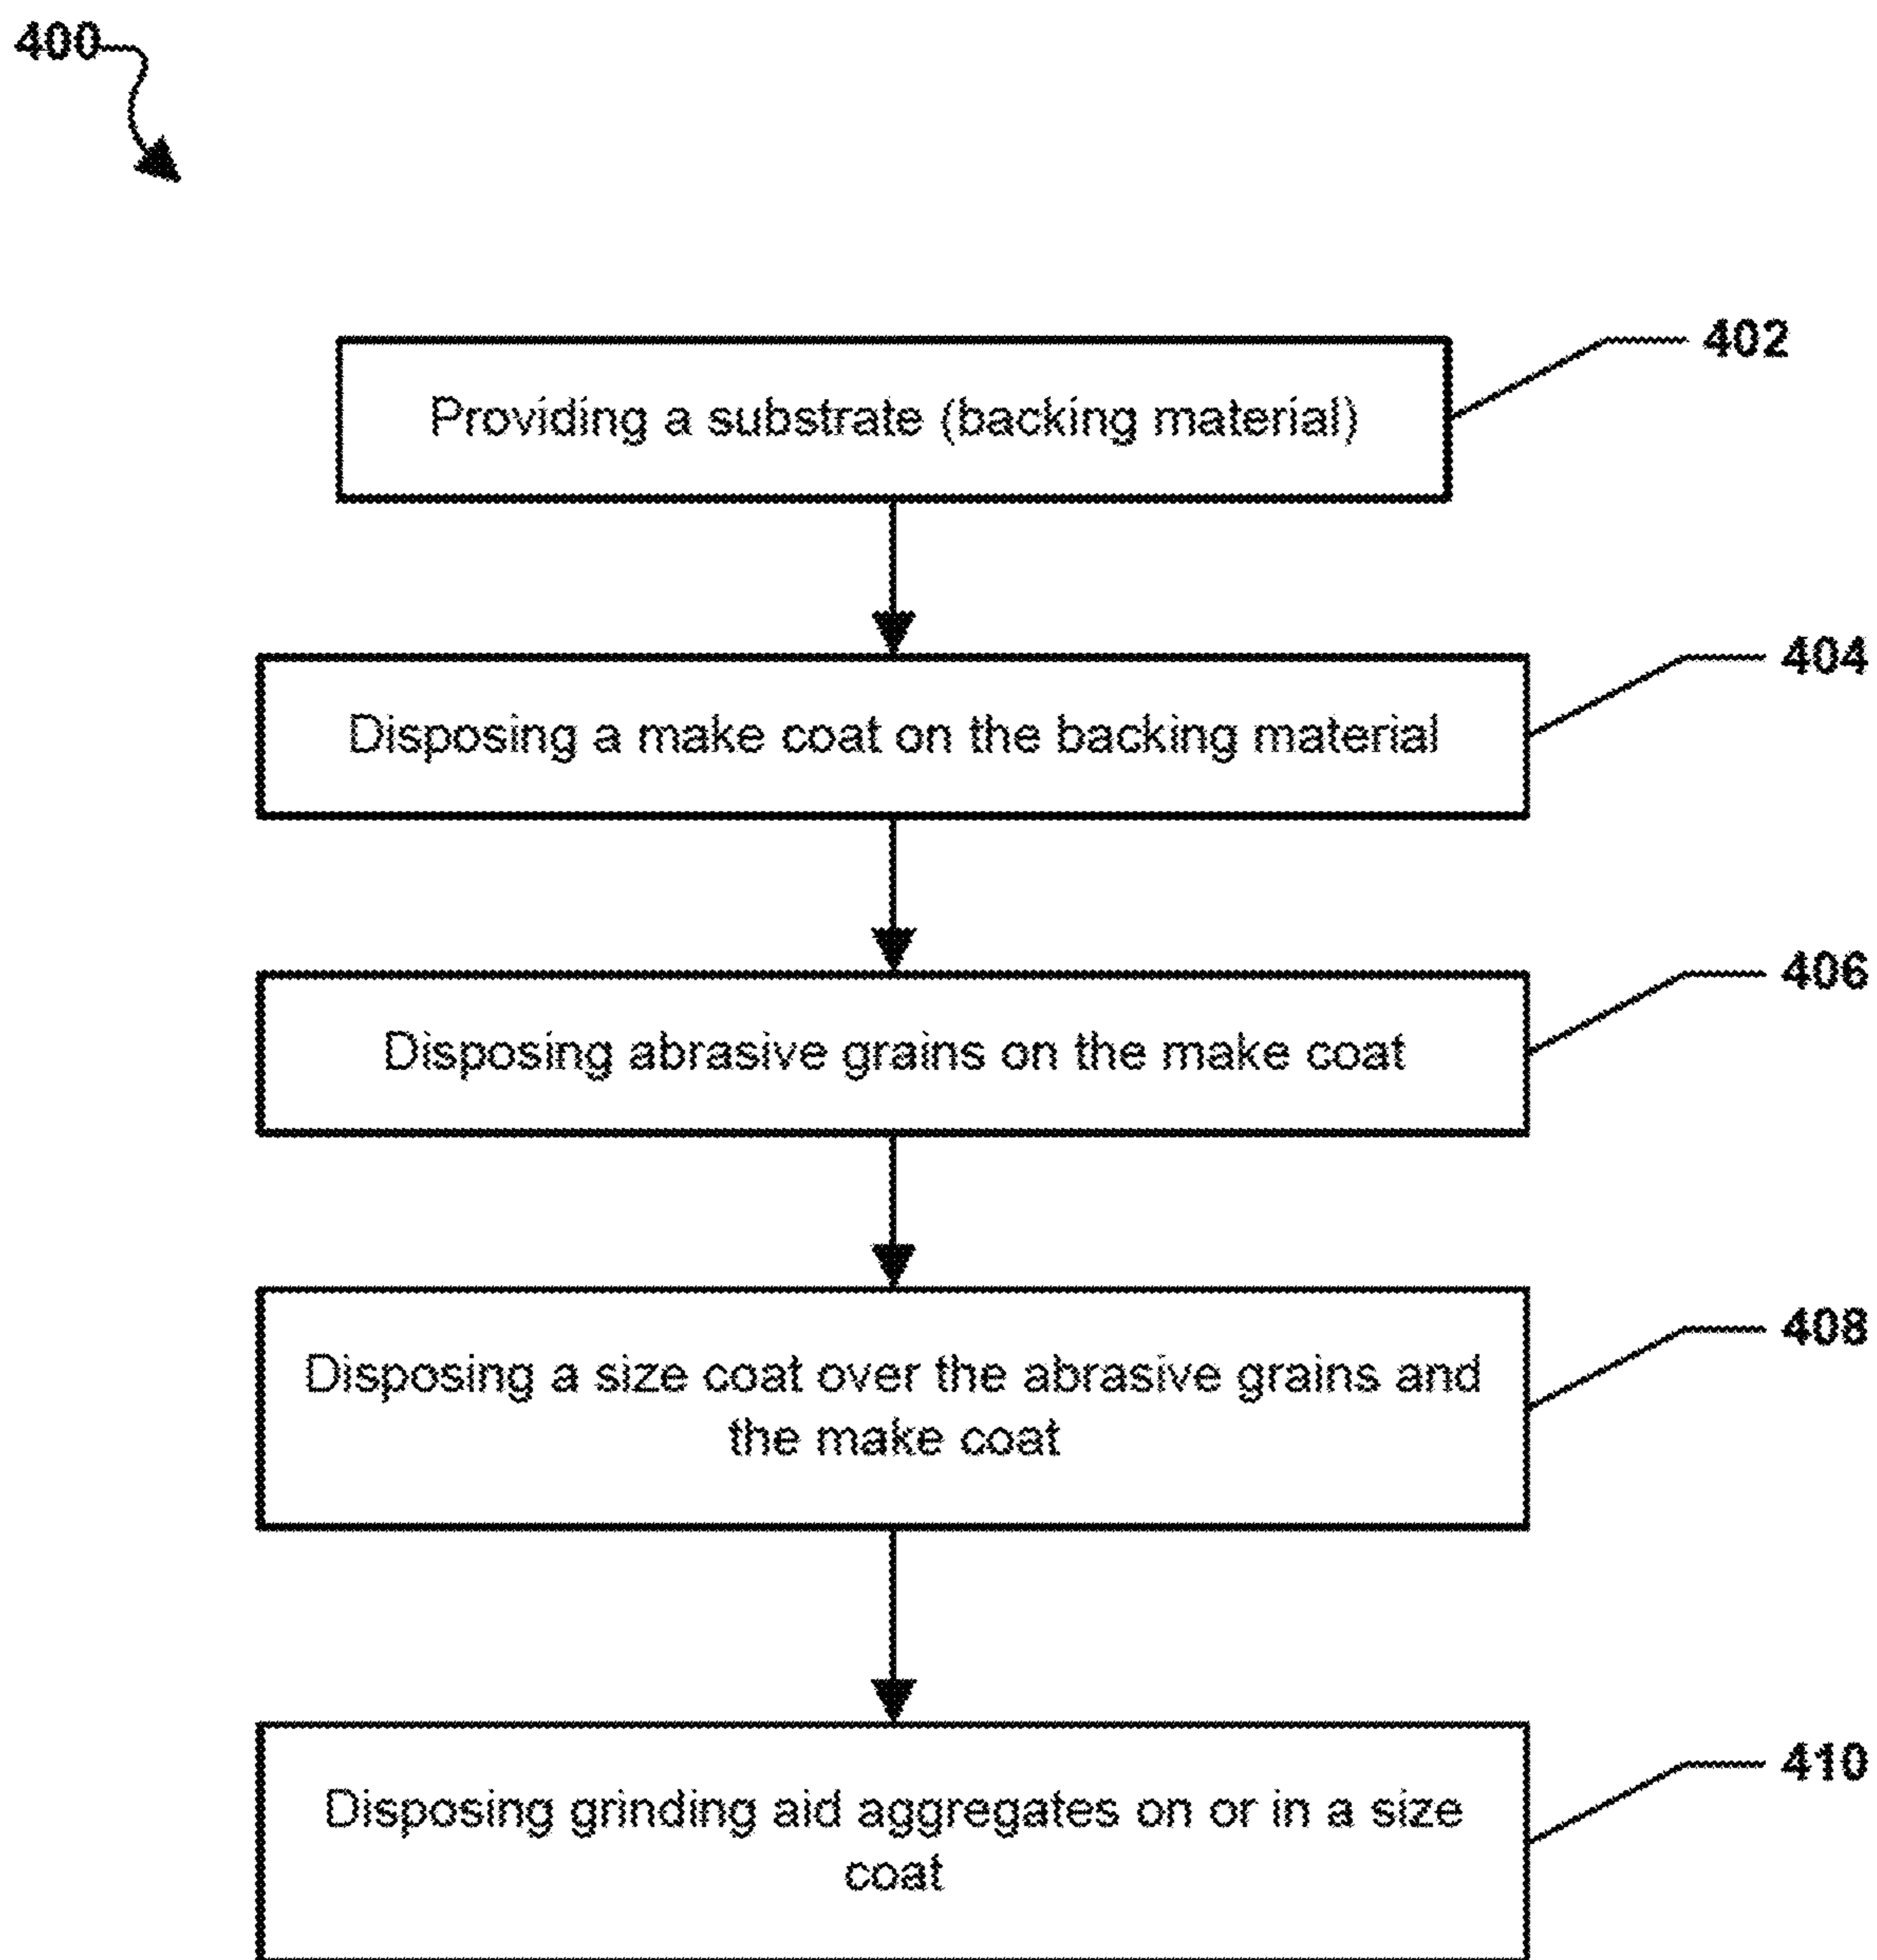 400
402
Providing a substrate (backing material)
404
Disposing a make coat on the backing material
406
Disposing abrasive grains on the make coat
408
Disposing a size coat over the abrasive grains and
the make coat
410
Disposing grinding aid aggregates on or in a size
coat